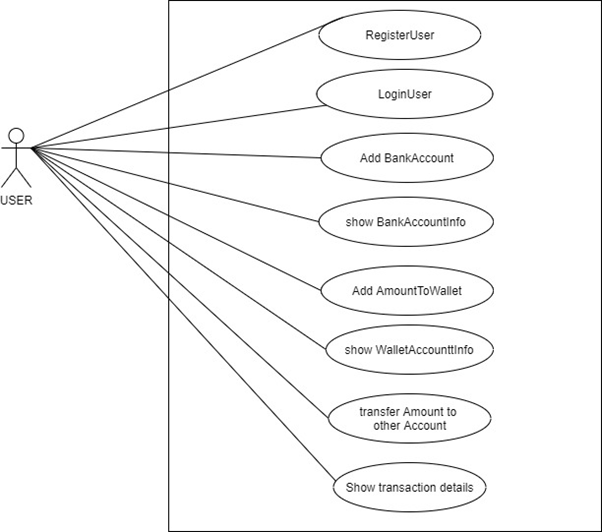 RegisterUser
LoginUser
USER
Add BankAccount
show BankAccountInfo
Add AmountToWallet
show WalletAccounttInfo
transfer Amount to
other Account
Show transaction details